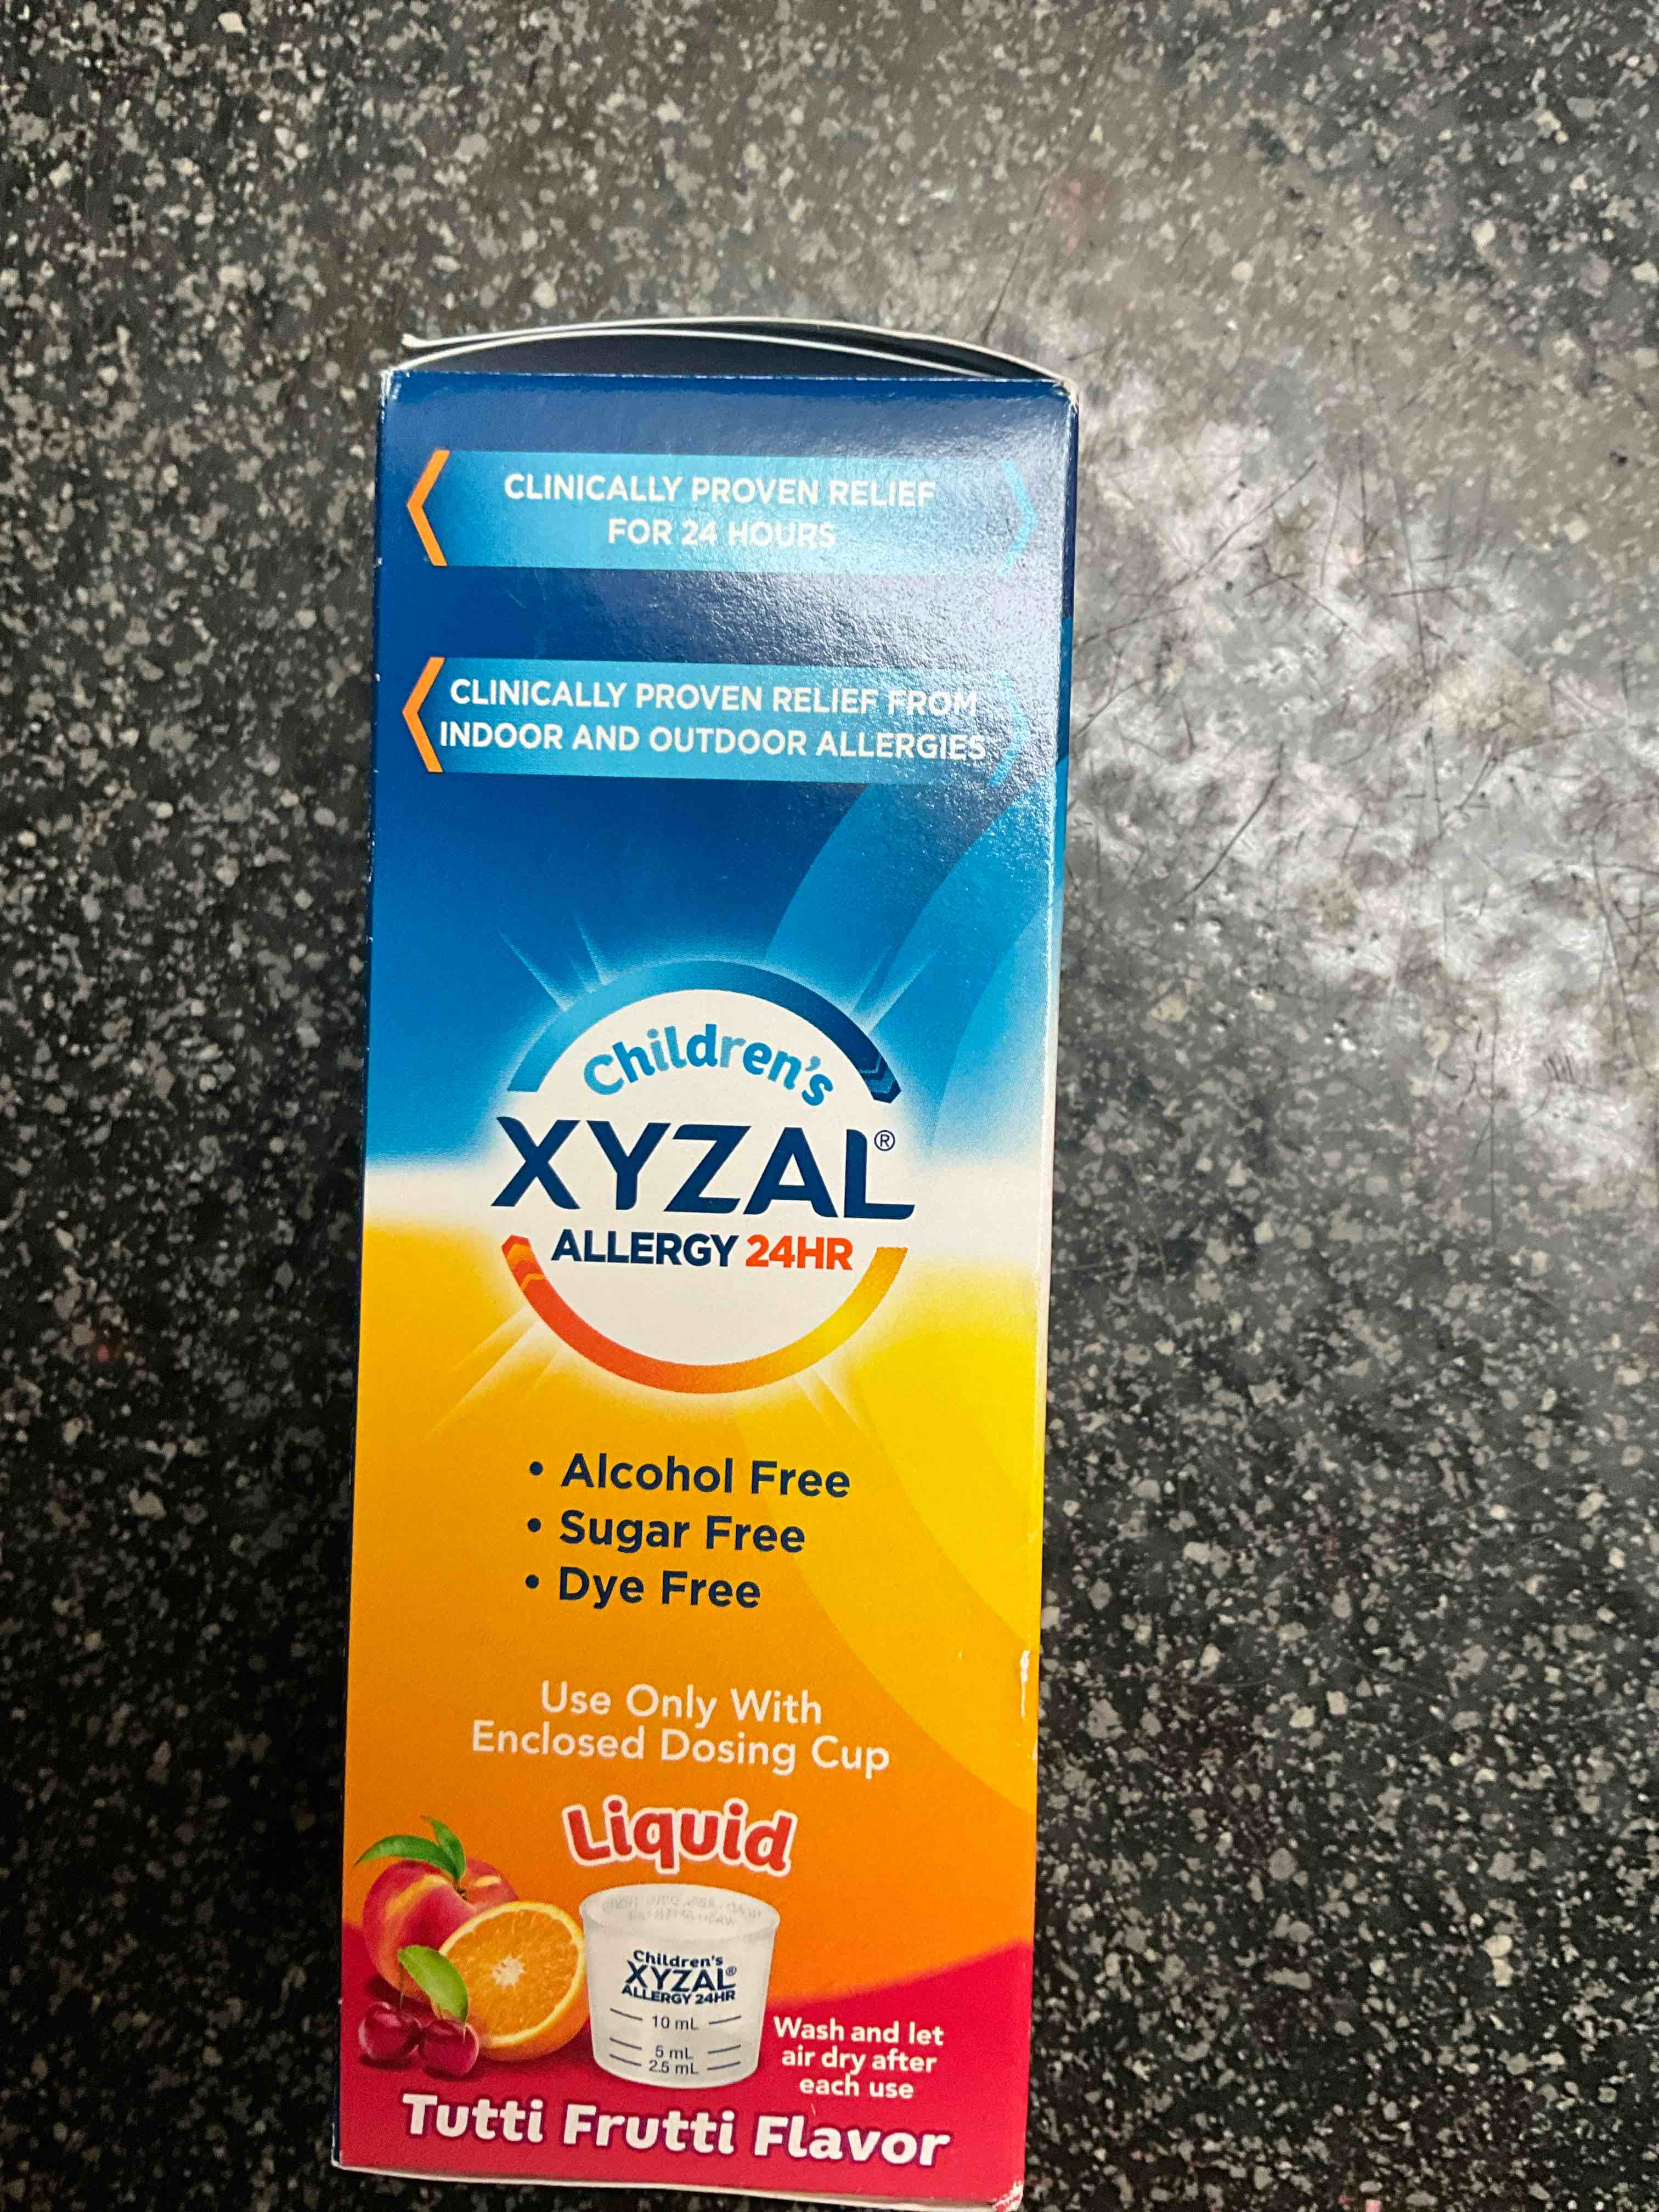 CLINICALLY PROVEN RELIEF
FOR 24 HOURS
CLINICALLY PROVEN RELIEF FROM
INDOOR AND OUTDOOR ALLERGIES
Children's
XYZAL®
ALLERGY 24HR
• Alcohol Free
• Sugar Free
• Dye Free
Use Only With
Enclosed Dosing Cup
Liquid
Children's
XYZAL®
ALLERGY 24HR
10 mL
5 mL
2.5 mL
Wash and let
air dry after
each use
Tutti Frutti Flavor